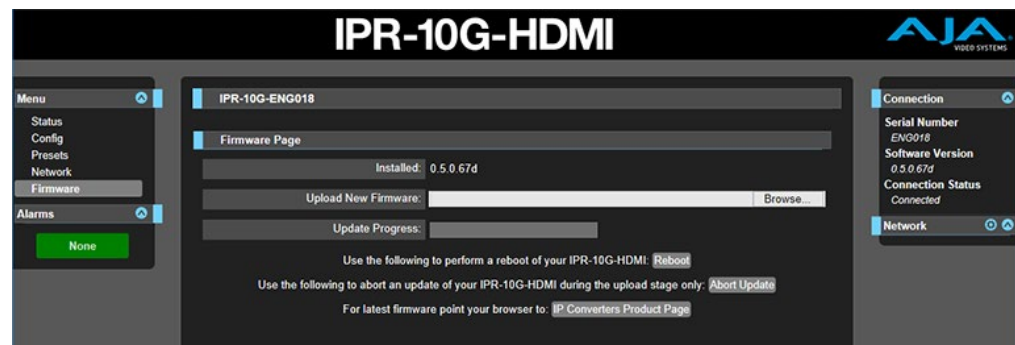 IPR-10G-HDMI
AJA
VIDEO SYSTEMS
Menu
Status
Config
Presets
Network
Firmware
Alarms
None
IPR-10G-ENG018
Firmware Page
Installed: 0.5.0.67d
Upload New Firmware: Browse...
Update Progress:
Use the following to perform a reboot of your IPR-10G-HDMI: Reboot
Use the following to abort an update of your IPR-10G-HDMI during the upload stage only: Abort Update
For latest firmware point your browser to: IP Converters Product Page
Connection
Serial Number
ENG018
Software Version
0.5.0.67d
Connection Status
Connected
Network